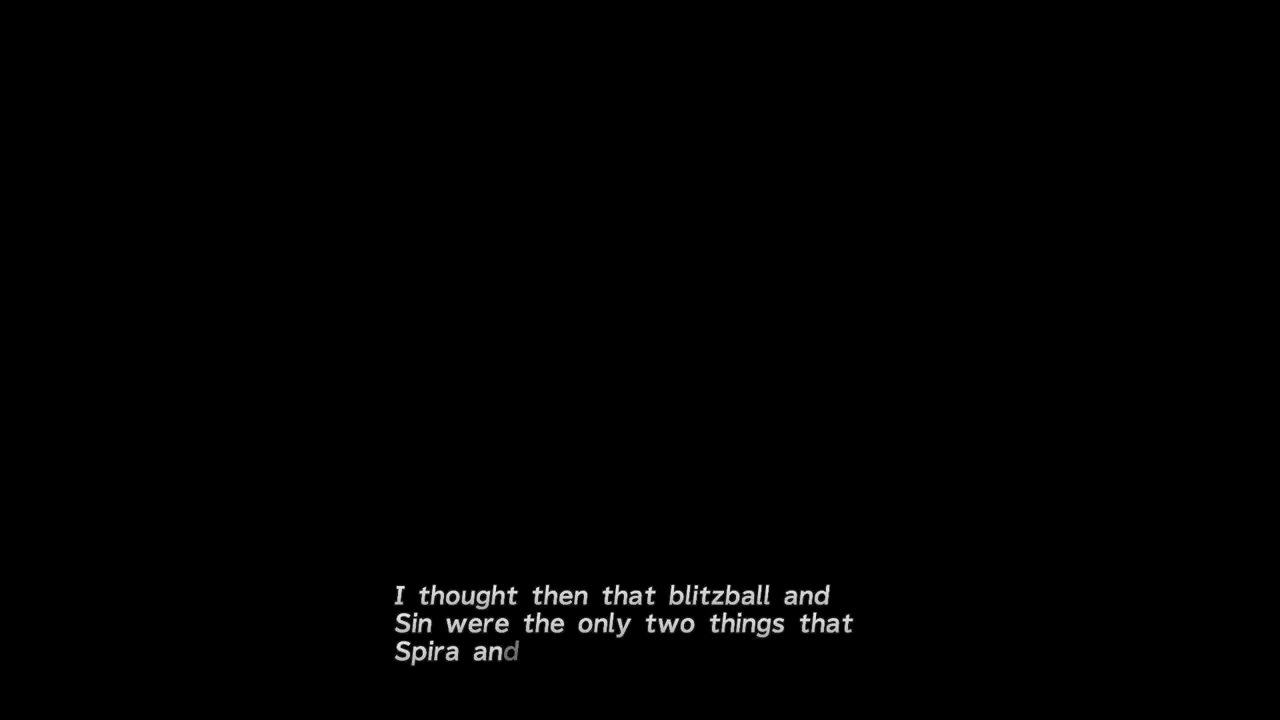 I thought then that blitzball and
Sin were the only two things that
Spira and